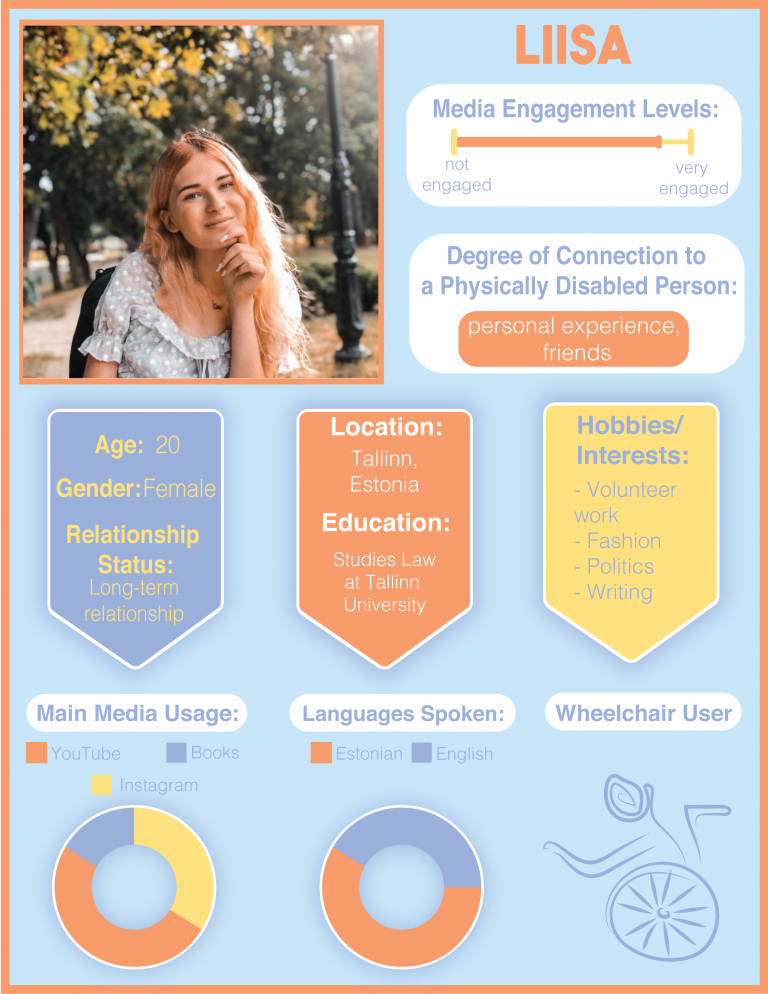 LIISA
Media Engagement Levels:
not
engaged
very
engaged
Degree of Connection to
a Physically Disabled Person:
personal experience,
friends
Age: 20
Gender: Female
Relationship
Status:
Long-term
relationship
Location:
Tallinn,
Estonia
Education:
Studies Law
at Tallinn
University
Hobbies/
Interests:
- Volunteer
work
- Fashion
- Politics
- Writing
Main Media Usage:
YouTube
Books
Instagram
Languages Spoken:
Estonian
English
Wheelchair User